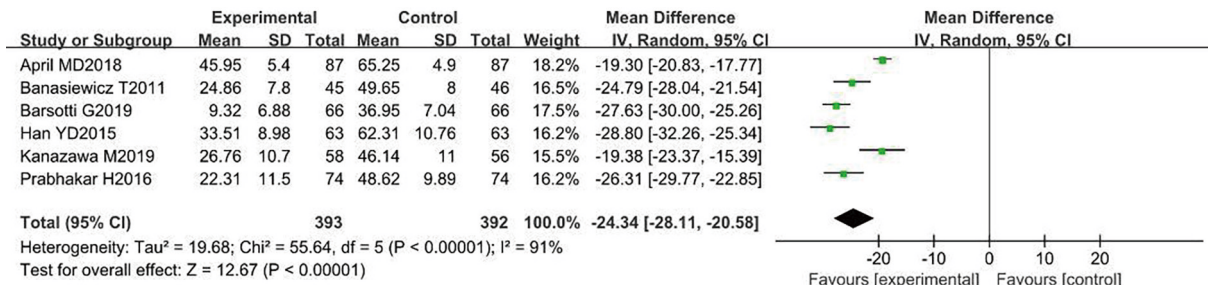 Experimental Control Mean Difference Mean Difference
Study or Subgroup Mean SD Total Mean SD Total Weight IV, Random, 95% CI IV, Random, 95% CI
April MD2018 45.95 5.4 87 65.25 4.9 87 18.2% -19.30 [-20.83, -17.77]
Banasiewicz T2011 24.86 7.8 45 49.65 8 46 16.5% -24.79 [-28.04, -21.54]
Barsotti G2019 9.32 6.88 66 36.95 7.04 66 17.5% -27.63 [-30.00, -25.26]
Han YD2015 33.51 8.98 63 62.31 10.76 63 16.2% -28.80 [-32.26, -25.34]
Kanazawa M2019 26.76 10.7 58 46.14 11 56 15.5% -19.38 [-23.37, -15.39]
Prabhakar H2016 22.31 11.5 74 48.62 9.89 74 16.2% -26.31 [-29.77, -22.85]
Total (95% CI) 393 392 100.0% -24.34 [-28.11, -20.58]
Heterogeneity: Tau² = 19.68; Chi² = 55.64, df = 5 (P < 0.00001); I² = 91%
Test for overall effect: Z = 12.67 (P < 0.00001)
-20 -10 0 10 20
Favours [experimental] Favours [control]